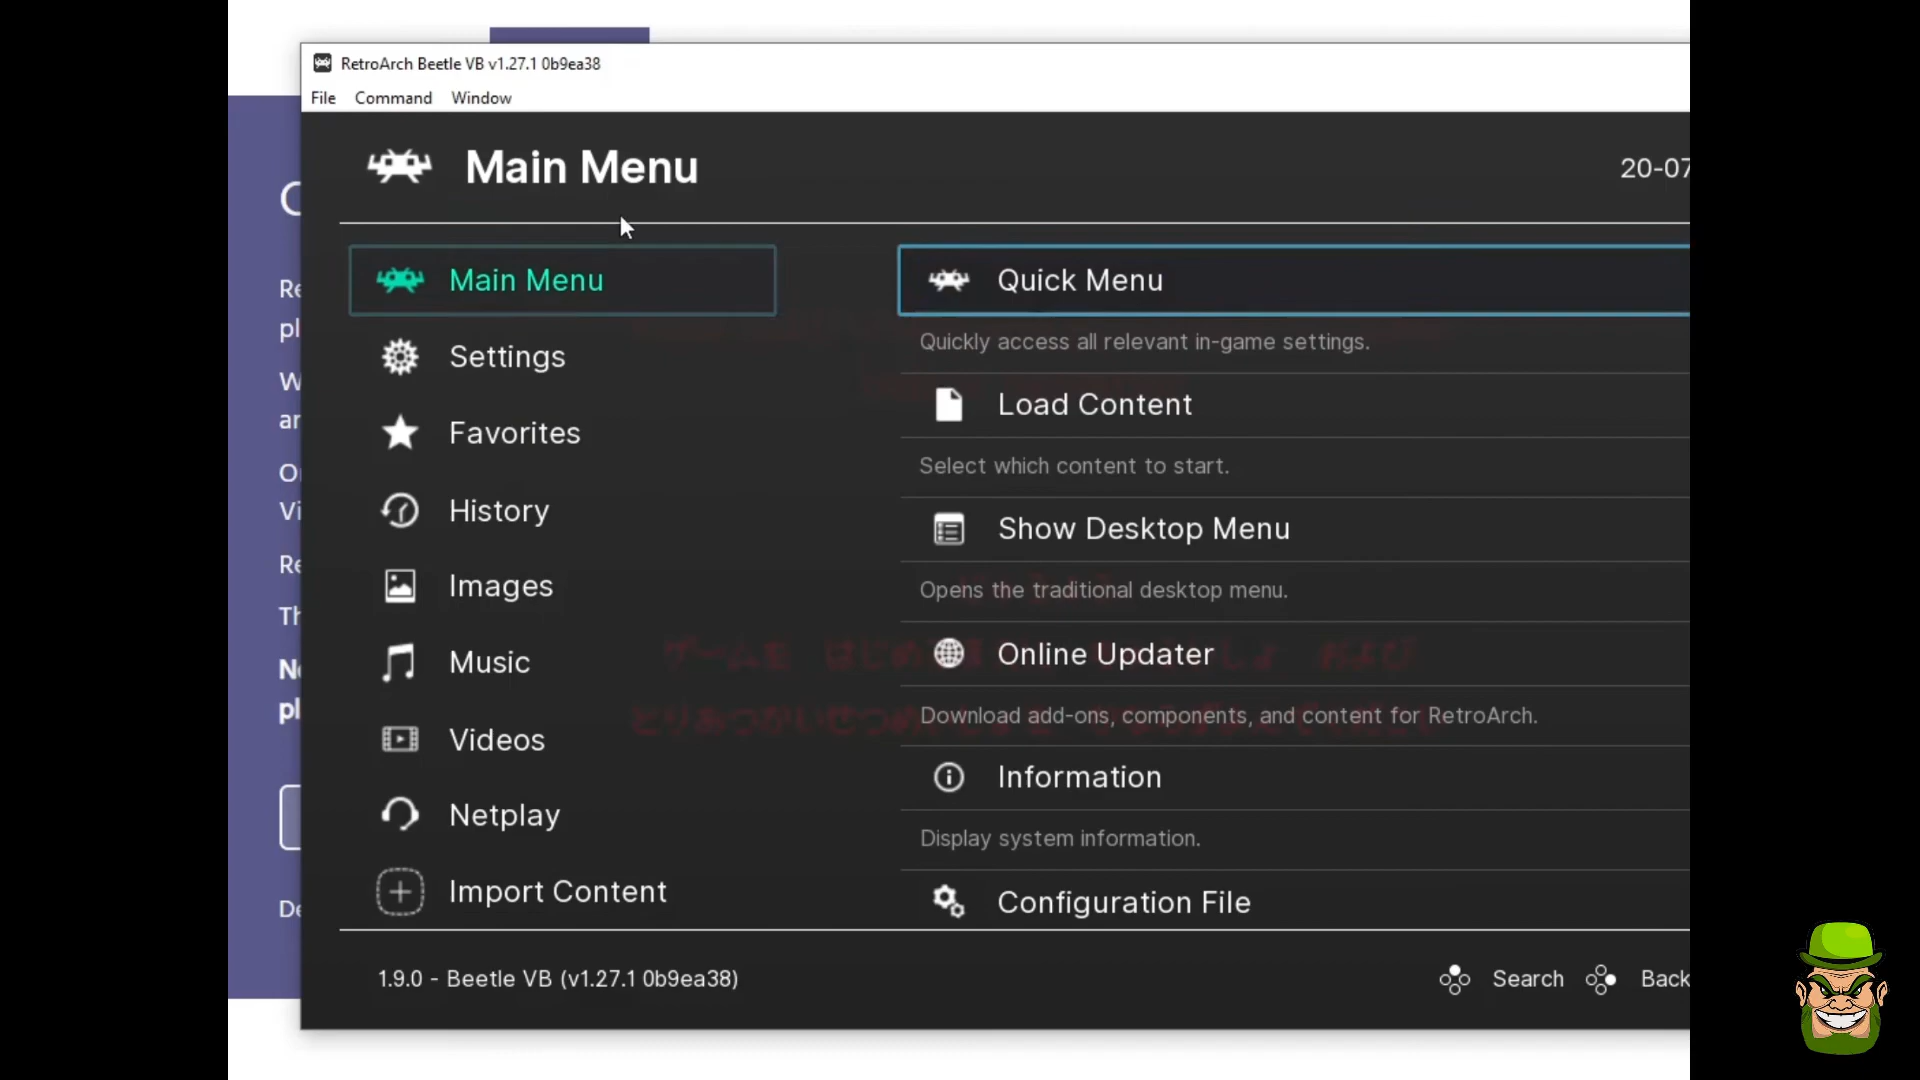 RetroArch Beetle VB v1.27.1 0b9ea38
File Command Window
Main Menu
20-07
Main Menu
Settings
Favorites
History
Images
Music
Videos
Netplay
Import Content
Quick Menu
Quickly access all relevant in-game settings.
Load Content
Select which content to start.
Show Desktop Menu
Opens the traditional desktop menu.
Online Updater
Download add-ons, components, and content for RetroArch.
Information
Display system information.
Configuration File
1.9.0 - Beetle VB (v1.27.1 0b9ea38)
Search Back